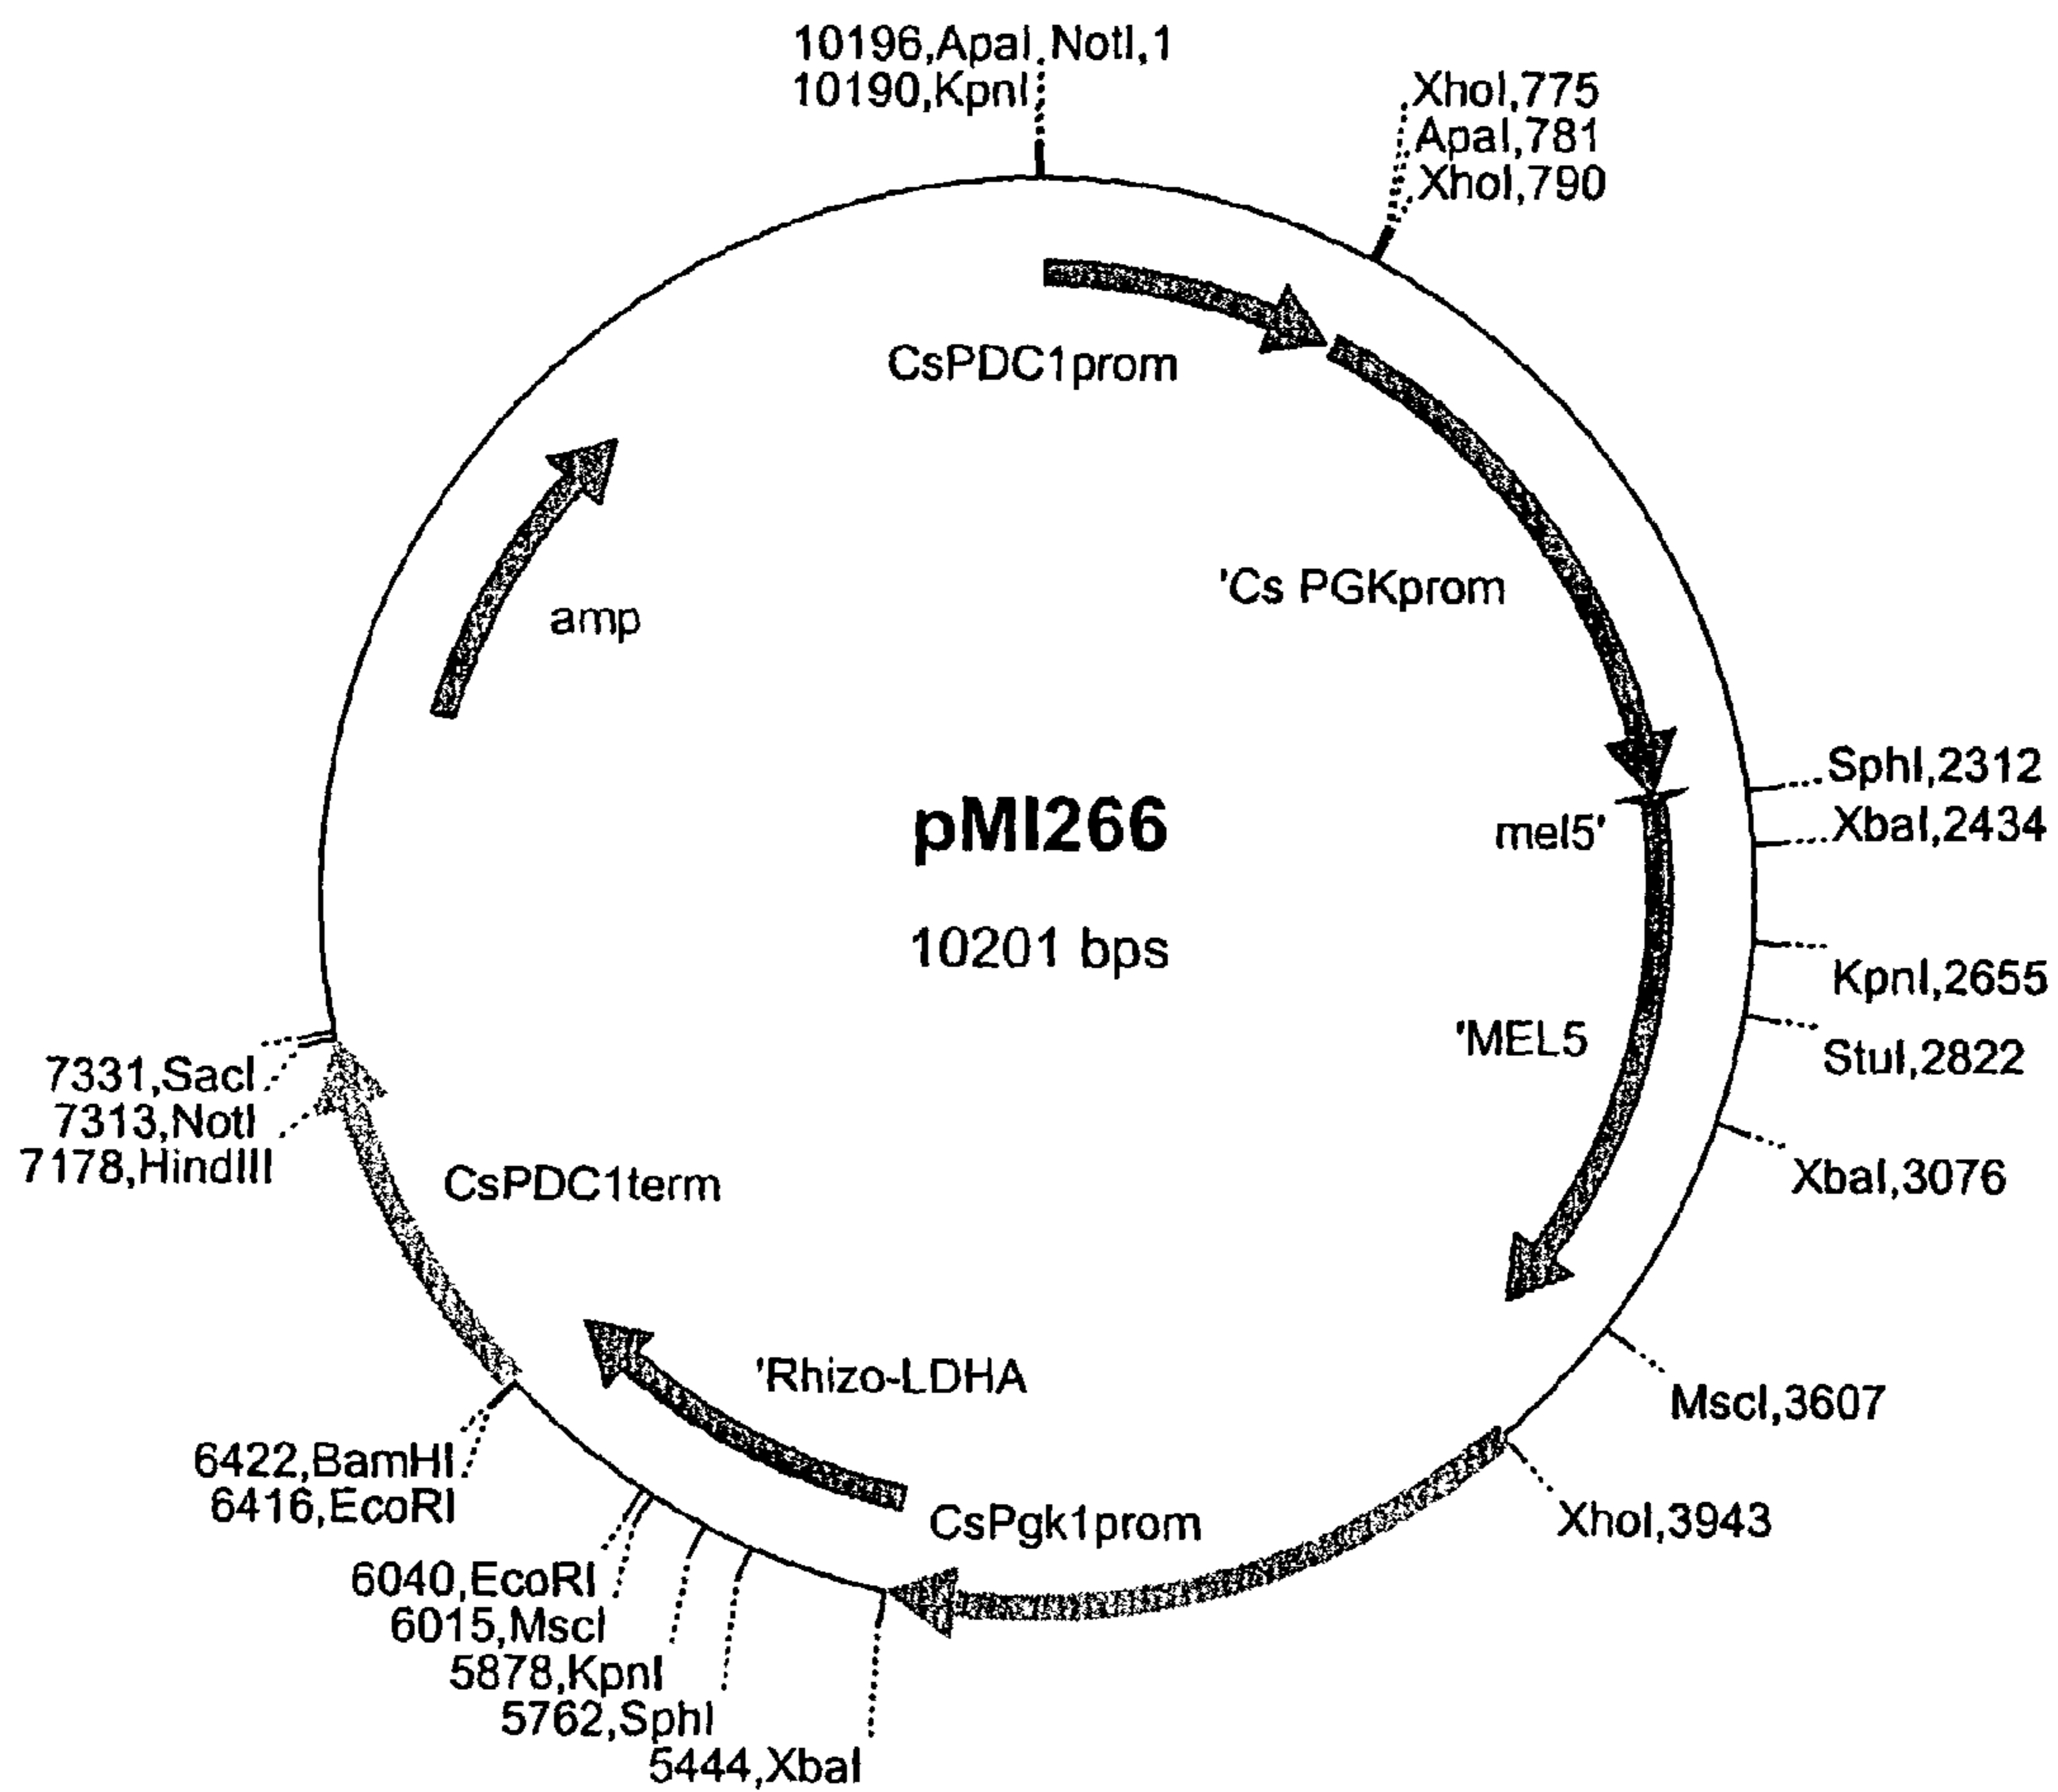 10196,ApaI NotI,1
10190,KpnI
XhoI,775
ApaI,781
XhoI,790
CsPDC1prom
'Cs PGKprom
amp
SphI,2312
XbaI,2434
mel5'
pMI266
10201 bps
KpnI,2655
'MEL5
StuI,2822
7331,SacI
7313,NotI
7178,HindIII
XbaI,3076
CsPDC1term
'Rhizo-LDHA
MscI,3607
6422,BamHI
6416,EcoRI
CsPgk1prom
XhoI,3943
6040,EcoRI
6015,MscI
5878,KpnI
5762,SphI
5444,XbaI